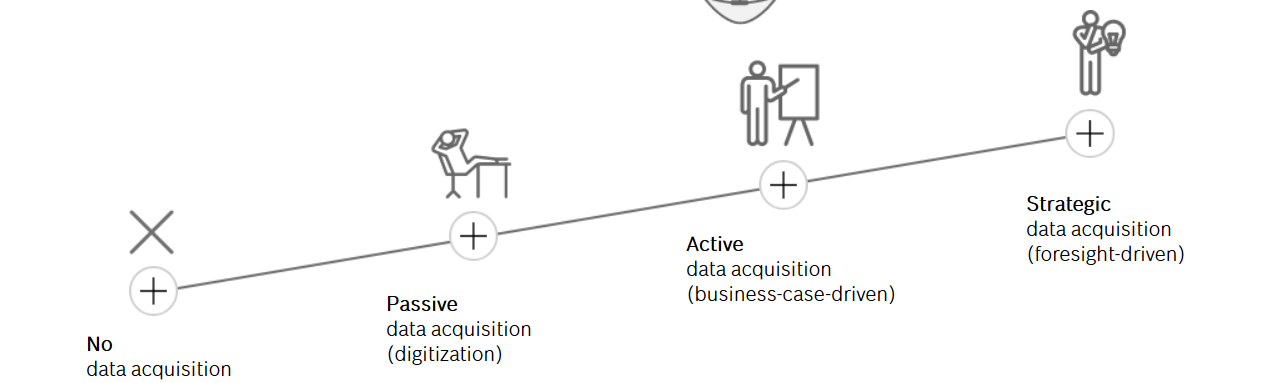 No
data acquisition
Passive
data acquisition
(digitization)
Active
data acquisition
(business-case-driven)
Strategic
data acquisition
(foresight-driven)